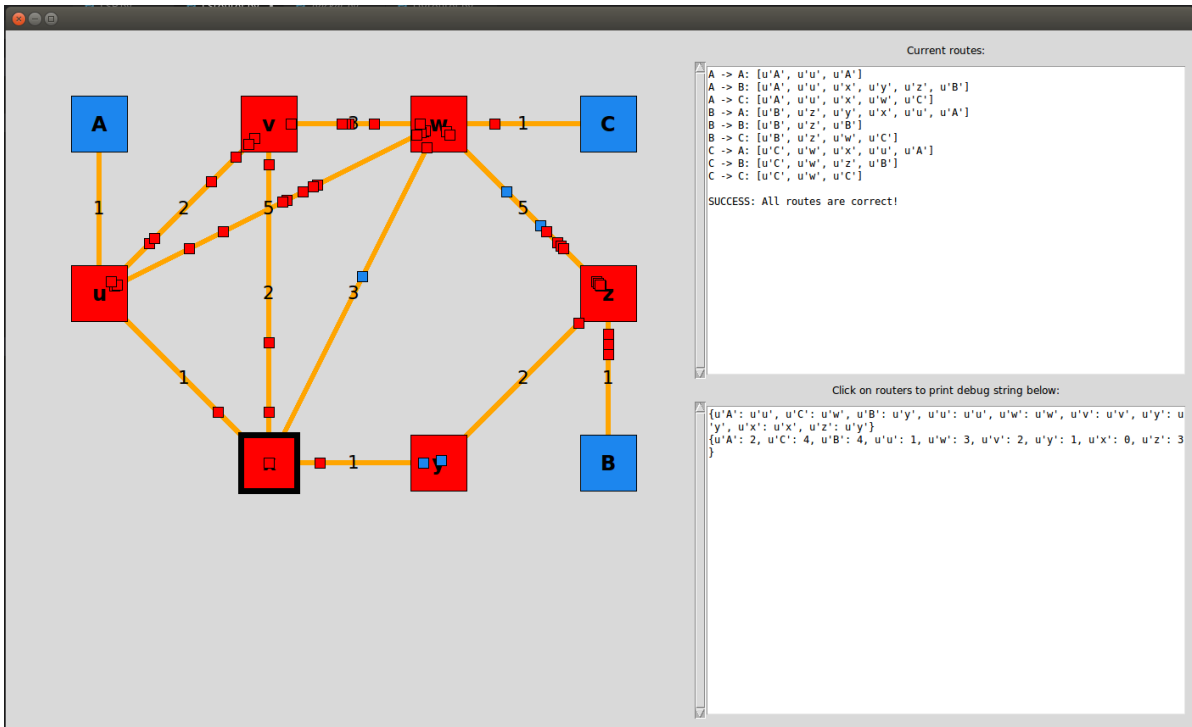 Current routes:
A -> A: [u'A', u'u', u'A']
A -> B: [u'A', u'u', u'x', u'y', u'z', u'B']
A -> C: [u'A', u'u', u'x', u'w', u'C']
B -> A: [u'B', u'z', u'y', u'x', u'u', u'A']
B -> B: [u'B', u'z', u'B']
B -> C: [u'B', u'z', u'w', u'C']
C -> A: [u'C', u'w', u'x', u'u', u'A']
C -> B: [u'C', u'w', u'z', u'B']
C -> C: [u'C', u'w', u'C']
SUCCESS: All routes are correct!
A v 3 w 1 C
1 2 5 5
u 2 3 z
1 2 1
1 y B
Click on routers to print debug string below:
{u'A': u'u', u'C': u'w', u'B': u'y', u'u': u'u', u'w': u'w', u'v': u'v', u'y': u
'y', u'x': u'x', u'z': u'y'}
{u'A': 2, u'C': 4, u'B': 4, u'u': 1, u'w': 3, u'v': 2, u'y': 1, u'x': 0, u'z': 3
}